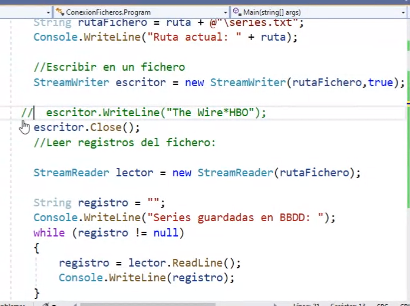 ConexionFicheros.Program
Main(string[] args)
String rutaFichero = ruta + @"\series.txt";
Console.WriteLine("Ruta actual: " + ruta);
//Escribir en un fichero
StreamWriter escritor = new StreamWriter(rutaFichero,true);
// escritor.WriteLine("The Wire*HBO");
escritor.Close();
//Leer registros del fichero:
StreamReader lector = new StreamReader(rutaFichero);
String registro = "";
Console.WriteLine("Series guardadas en BBDD: ");
while (registro != null)
{
registro = lector.ReadLine();
Console.WriteLine(registro);
}